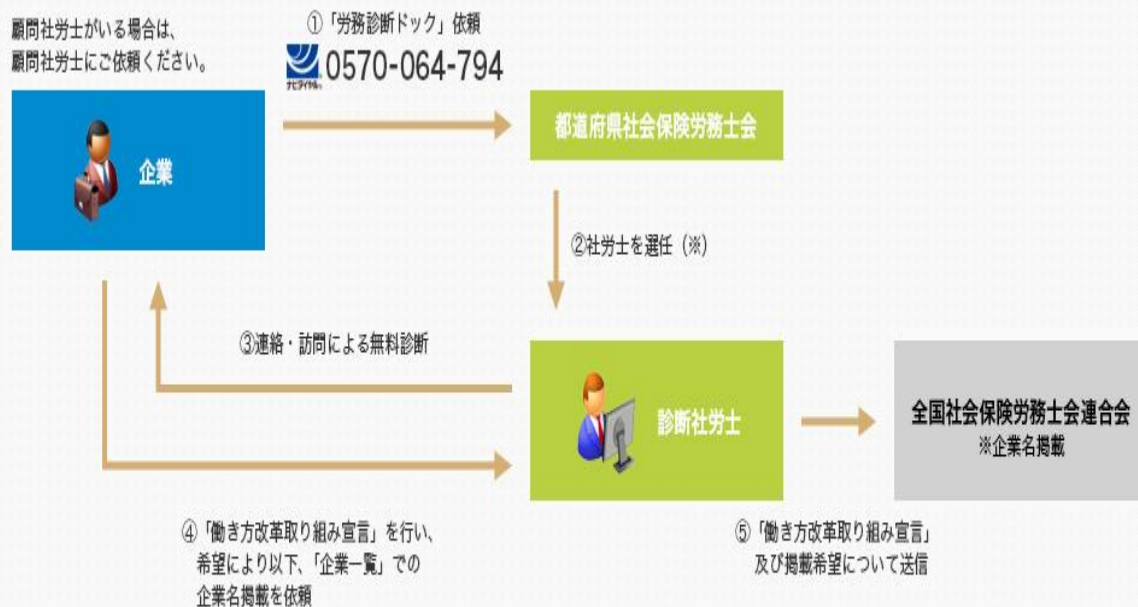 顧問社労士がいる場合は、
顧問社労士にご依頼ください。
①「労務診断ドック」依頼
ナビダイヤル
0570-064-794
企業
都道府県社会保険労務士会
②社労士を選任（※）
③連絡・訪問による無料診断
診断社労士
全国社会保険労務士会連合会
※企業名掲載
④「働き方改革取り組み宣言」を行い、
希望により以下、「企業一覧」での
企業名掲載を依頼
⑤「働き方改革取り組み宣言」
及び掲載希望について送信